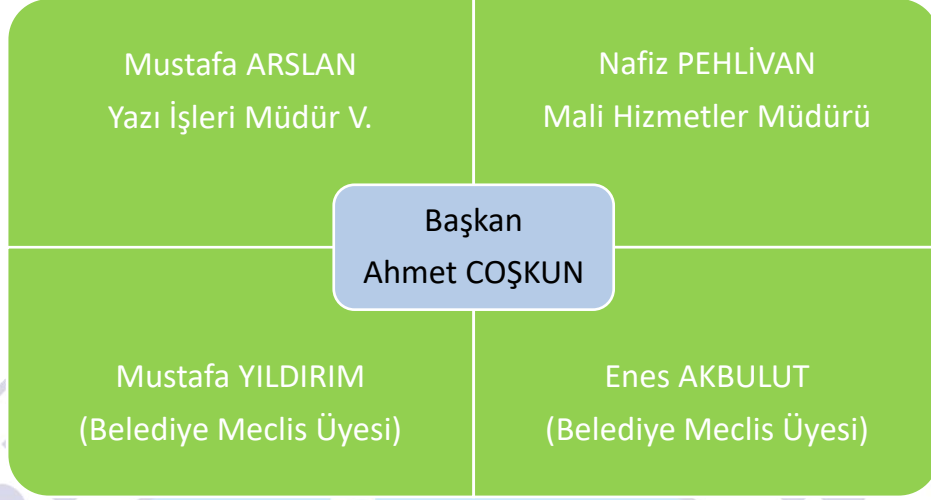 Mustafa ARSLAN
Yazı İşleri Müdür V.
Nafiz PEHLİVAN
Mali Hizmetler Müdürü
Başkan
Ahmet COŞKUN
Mustafa YILDIRIM
(Belediye Meclis Üyesi)
Enes AKBULUT
(Belediye Meclis Üyesi)